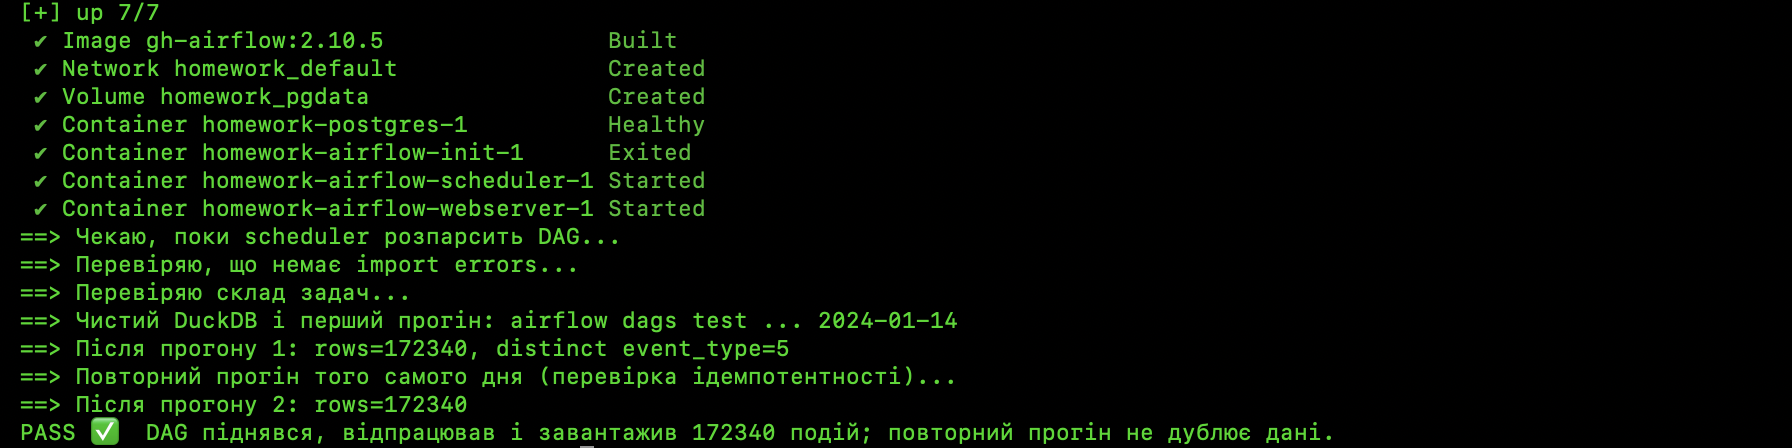 [+] up 7/7
✔ Image gh-airflow:2.10.5 Built
✔ Network homework_default Created
✔ Volume homework_pgdata Created
✔ Container homework-postgres-1 Healthy
✔ Container homework-airflow-init-1 Exited
✔ Container homework-airflow-scheduler-1 Started
✔ Container homework-airflow-webserver-1 Started
==> Чекаю, поки scheduler розпарсить DAG...
==> Перевіряю, що немає import errors...
==> Перевіряю склад задач...
==> Чистий DuckDB і перший прогін: airflow dags test ... 2024-01-14
==> Після прогону 1: rows=172340, distinct event_type=5
==> Повторний прогін того самого дня (перевірка ідемпотентності)...
==> Після прогону 2: rows=172340
PASS ✅ DAG піднявся, відпрацював і завантажив 172340 подій; повторний прогін не дублює дані.